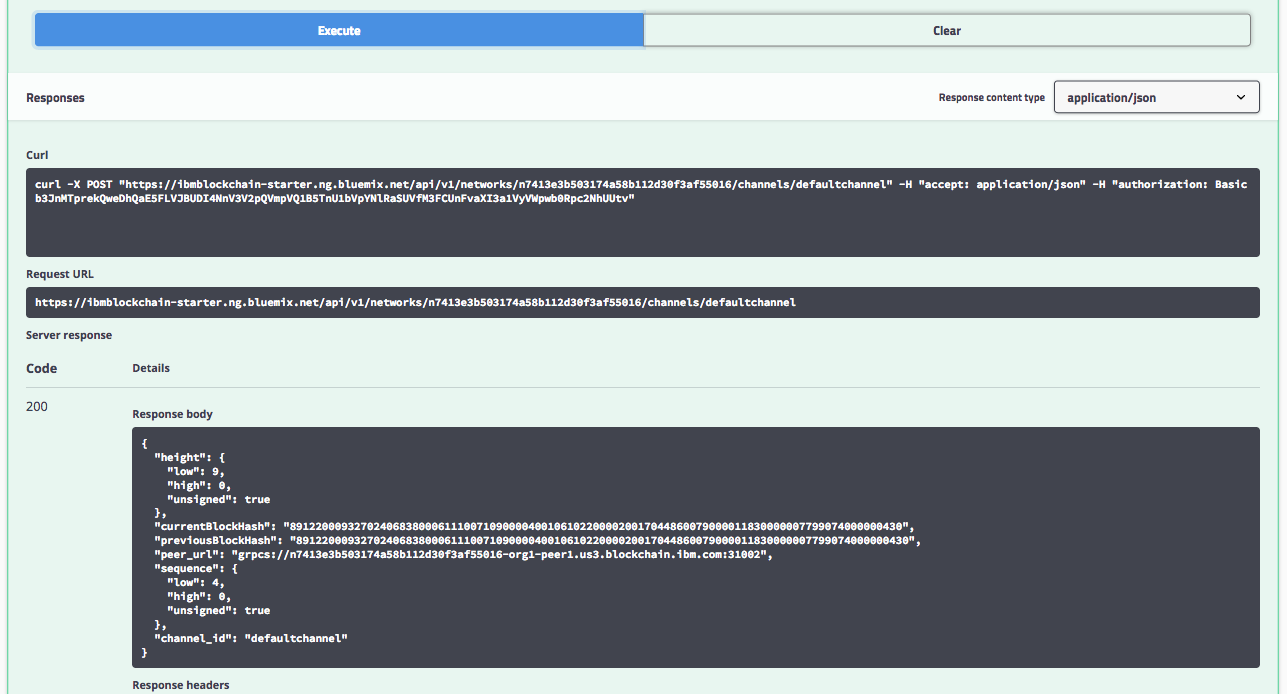 Execute
Clear
Responses
Response content type
application/json
Curl
curl -X POST "https://ibmblockchain-starter.ng.bluemix.net/api/v1/networks/n7413e3b503174a58b112d30f3af55016/channels/defaultchannel" -H "accept: application/json" -H "authorization: Basic
b3JnMTprekQweDhQaE5FLVJBUDI4NnV3V2pQVmpVQ1B5TnU1bVpYNlRaSUVfM3FCUnFvaXI3a1VyVWpwb0Rpc2NhUUtv"
Request URL
https://ibmblockchain-starter.ng.bluemix.net/api/v1/networks/n7413e3b503174a58b112d30f3af55016/channels/defaultchannel
Server response
Code
Details
200
Response body
{
"height": {
"low": 9,
"high": 0,
"unsigned": true
},
"currentBlockHash": "8912200093270240683800061110071090000400106102200002001704486007900001183000000779907400000430",
"previousBlockHash": "8912200093270240683800061110071090000400106102200002001704486007900001183000000779907400000430",
"peer_url": "grpcs://n7413e3b503174a58b112d30f3af55016-org1-peer1.us3.blockchain.ibm.com:31002",
"sequence": {
"low": 4,
"high": 0,
"unsigned": true
},
"channel_id": "defaultchannel"
}
Response headers